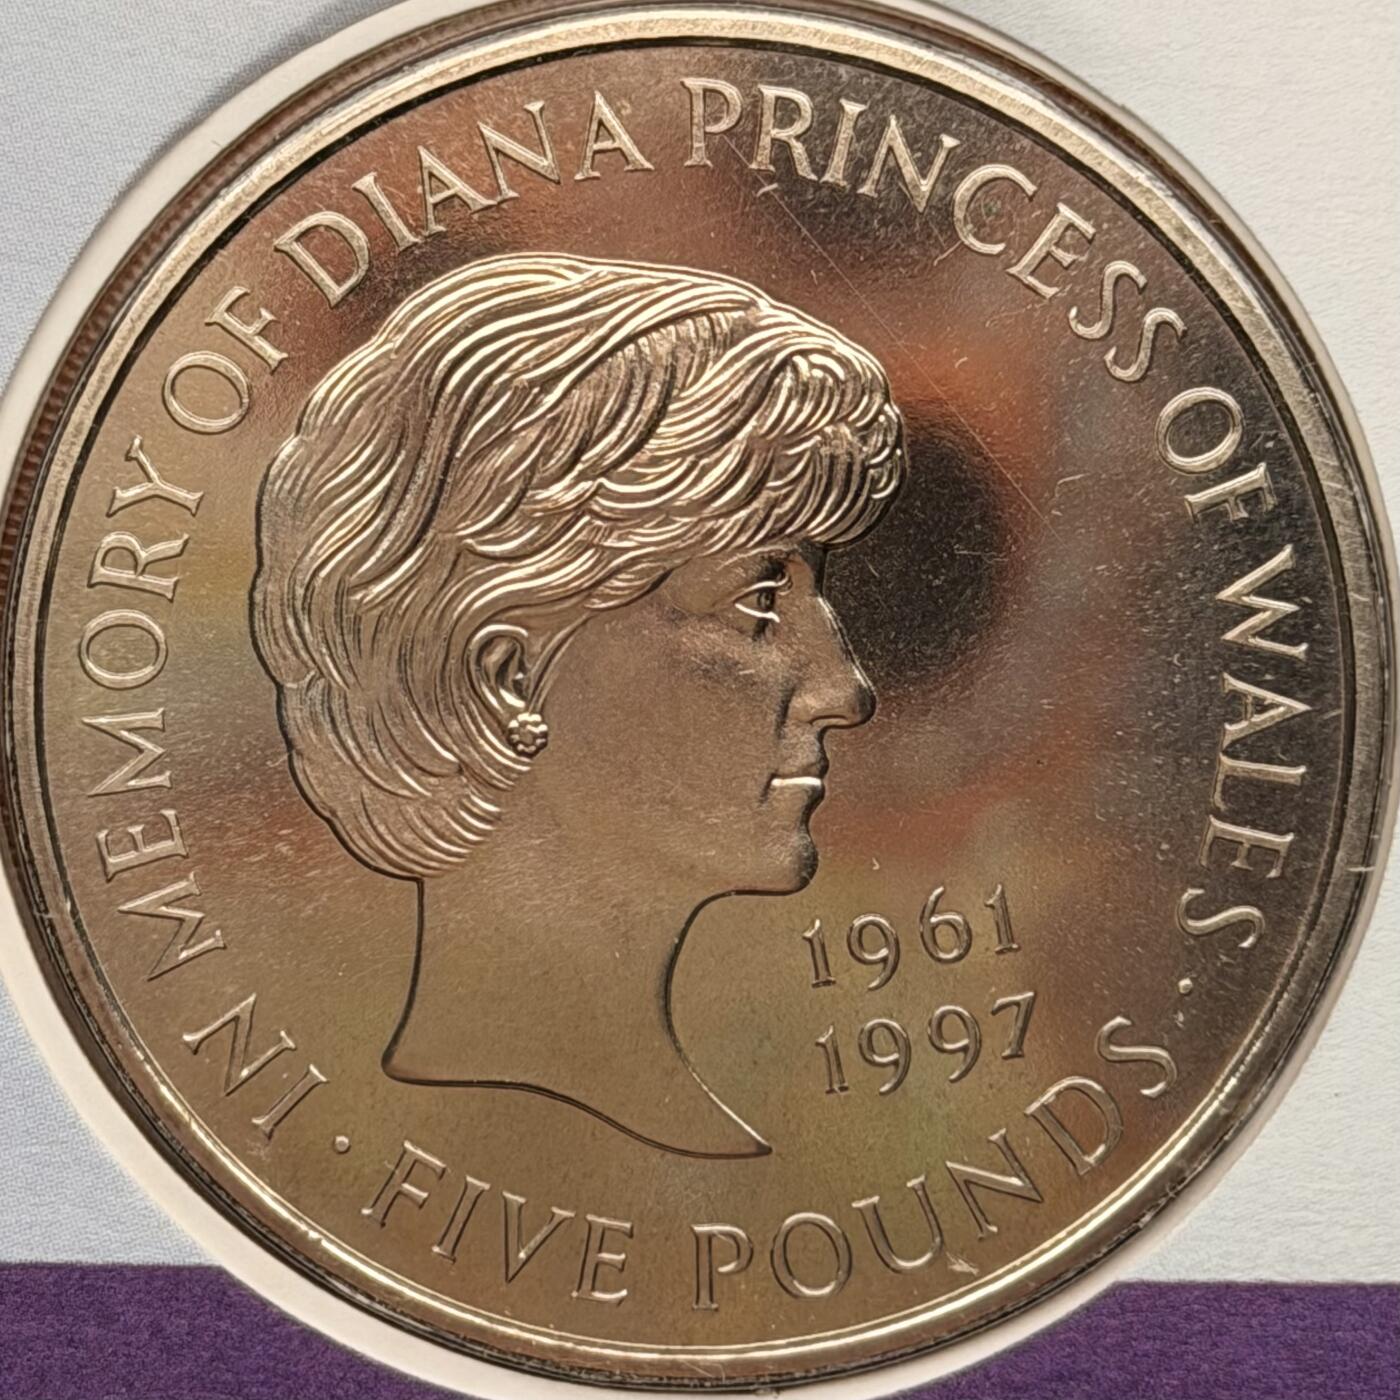 IN MEMORY OF DIANA PRINCESS OF WALES ·
FIVE POUNDS ·
1961
1997